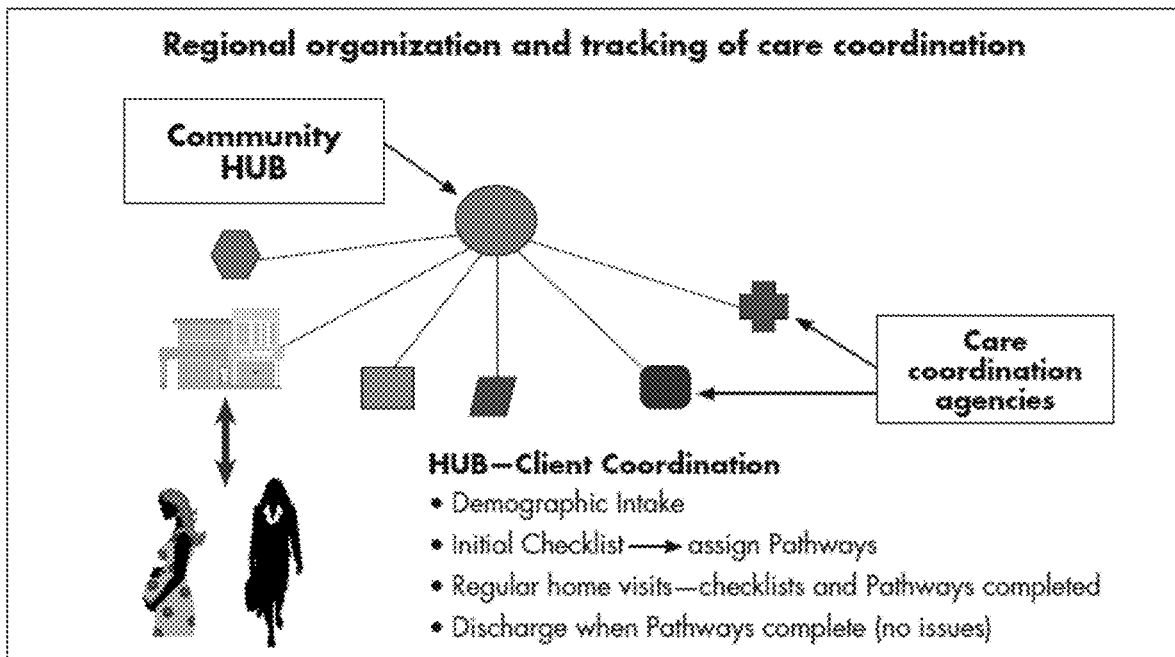 Regional organization and tracking of care coordination
Community
HUB
Care
coordination
agencies
HUB—Client Coordination
• Demographic Intake
• Initial Checklist → assign Pathways
• Regular home visits—checklists and Pathways completed
• Discharge when Pathways complete (no issues)